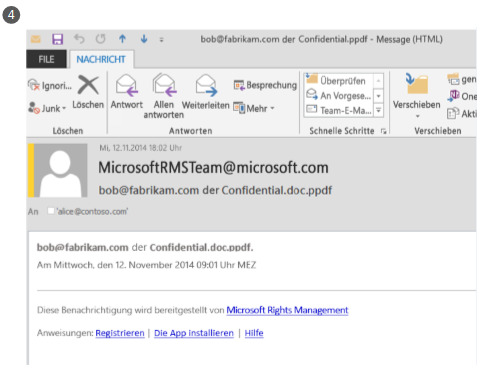 4
bob@fabrikam.com der Confidential.ppdf - Message (HTML)
FILE NACHRICHT
Ignori... Löschen Antwort Allen antworten Weiterleiten Besprechung Überprüfen Verschieben gen
Junk Mehr An Vorgese... One
Team-E-Ma... Akti
Löschen Antworten Schnelle Schritte Verschieben
Mi, 12.11.2014 18:02 Uhr
MicrosoftRMSTeam@microsoft.com
bob@fabrikam.com der Confidential.doc.ppdf
An 'alice@contoso.com'
bob@fabrikam.com der Confidential.doc.ppdf.
Am Mittwoch, den 12. November 2014 09:01 Uhr MEZ
Diese Benachrichtigung wird bereitgestellt von Microsoft Rights Management
Anweisungen: Registrieren | Die App installieren | Hilfe